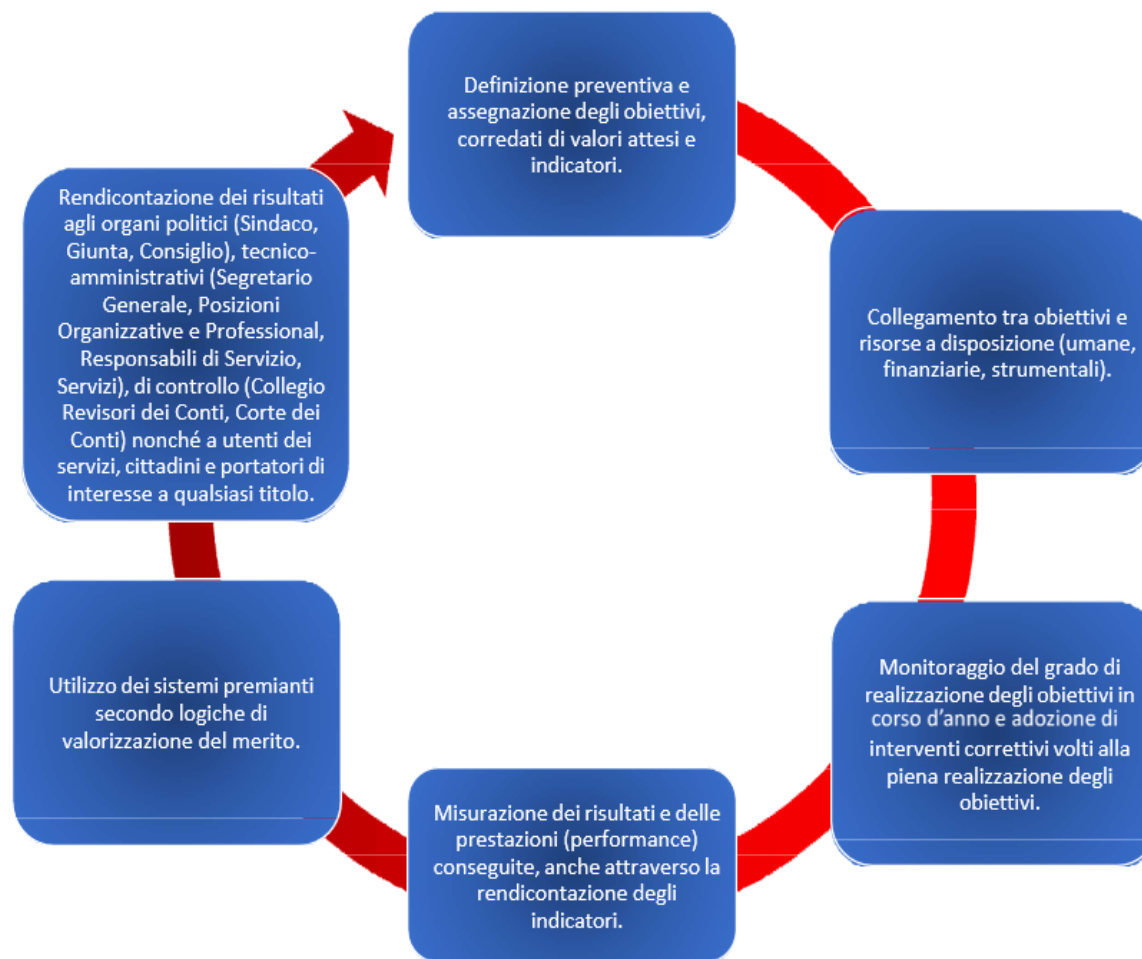 Definizione preventiva e
assegnazione degli obiettivi,
corredati di valori attesi e
indicatori.
Collegamento tra obiettivi e
risorse a disposizione (umane,
finanziarie, strumentali).
Monitoraggio del grado di
realizzazione degli obiettivi in
corso d’anno e adozione di
interventi correttivi volti alla
piena realizzazione degli
obiettivi.
Misurazione dei risultati e delle
prestazioni (performance)
conseguite, anche attraverso la
rendicontazione degli
indicatori.
Utilizzo dei sistemi premianti
secondo logiche di
valorizzazione del merito.
Rendicontazione dei risultati
agli organi politici (Sindaco,
Giunta, Consiglio), tecnico-
amministrativi (Segretario
Generale, Posizioni
Organizzative e Professional,
Responsabili di Servizio,
Servizi), di controllo (Collegio
Revisori dei Conti, Corte dei
Conti) nonché a utenti dei
servizi, cittadini e portatori di
interesse a qualsiasi titolo.